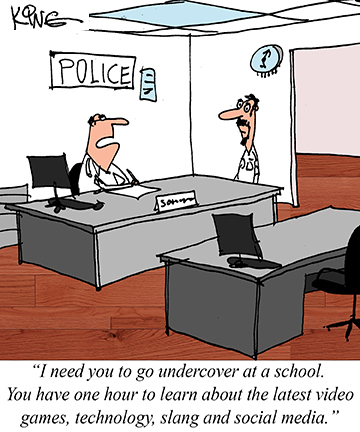 KING
POLICE
“I need you to go undercover at a school.
You have one hour to learn about the latest video
games, technology, slang and social media.”